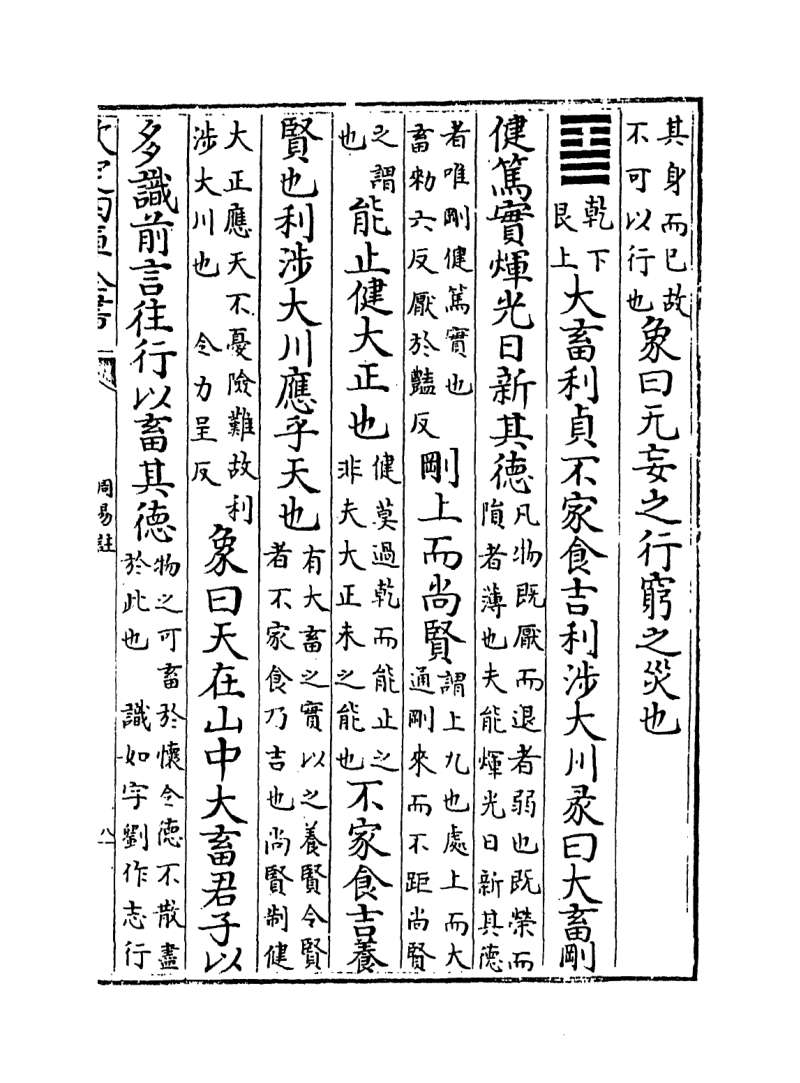 其身而已故
不可以行也
象曰无妄之行窮之災也
乾下
艮上
大畜利貞不家食吉利涉大川彖曰大畜剛
健篤實煇光日新其徳
凡物既厭而退者弱也既榮而
隕者薄也夫能煇光日新其徳
者唯剛健篤實也
畜勑六反厭於豔反
剛上而尚賢
謂上九也處上而大
通剛來而不距尚賢
之謂
也
能止健大正也
健莫過乾而能止之
非夫大正未之能也
不家食吉養
賢也利涉大川應乎天也
有大畜之實以之養賢令賢
者不家食乃吉也尚賢制健
大正應天不憂險難故利
涉大川也 令力呈反
象曰天在山中大畜君子以
多識前言往行以畜其徳
物之可畜於懷令徳不散盡
於此也 識如字劉作志行
周易註